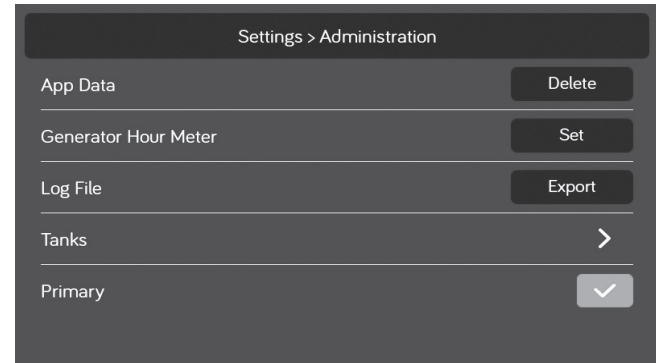 Settings > Administration
App Data Delete
Generator Hour Meter Set
Log File Export
Tanks
Primary